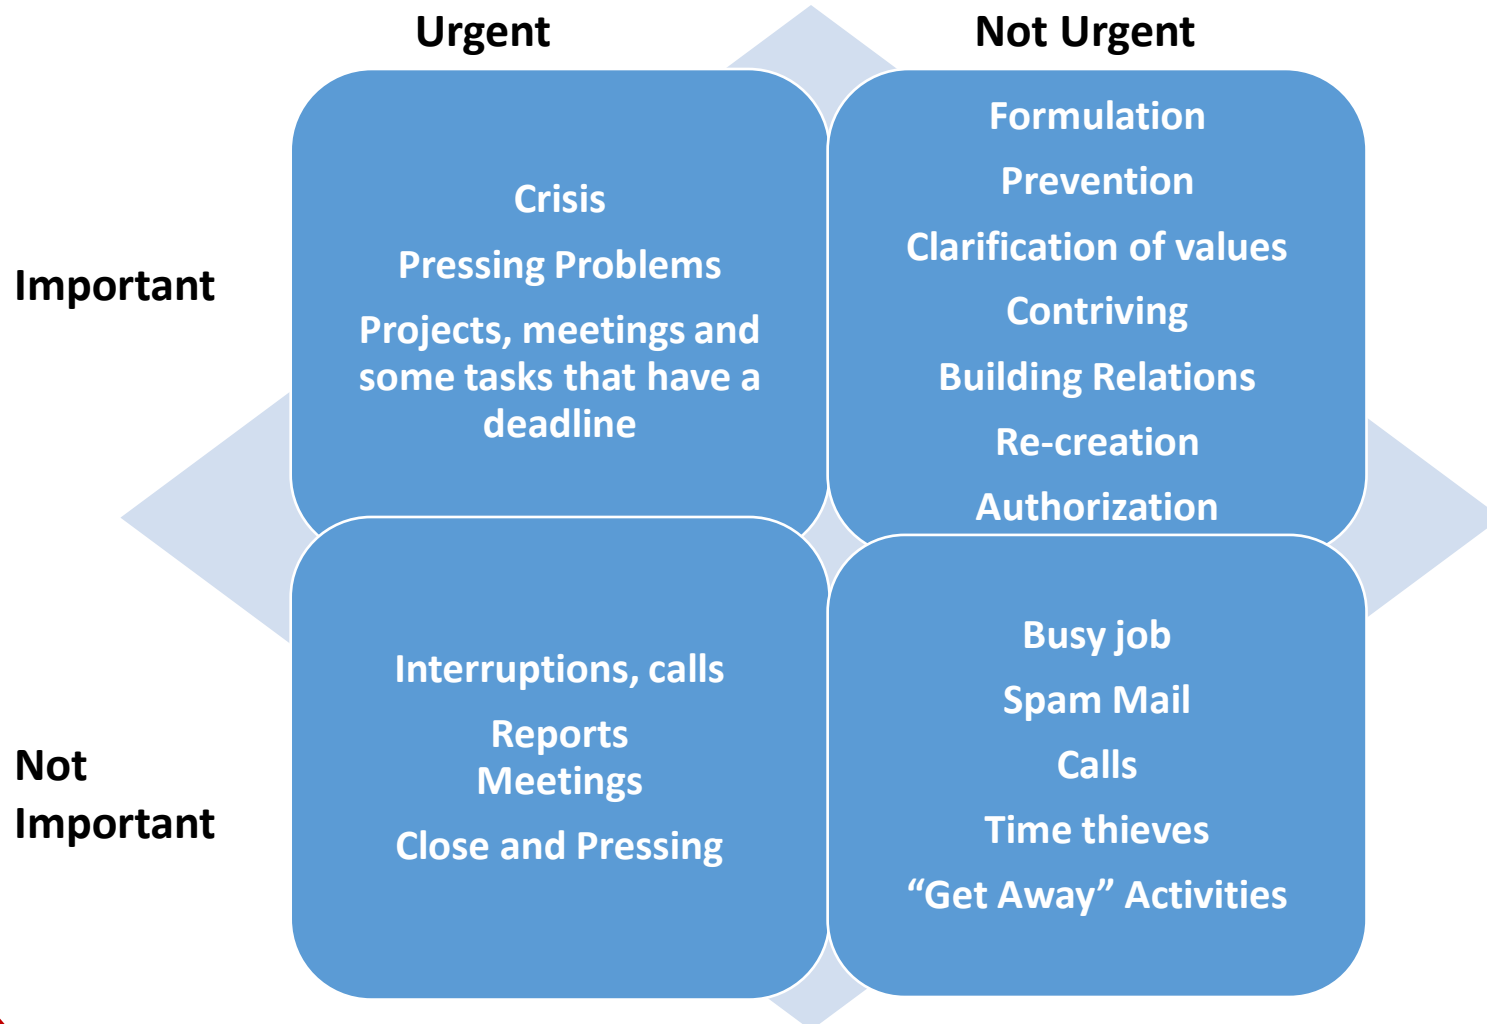 Urgent
Not Urgent
Important
Crisis
Pressing Problems
Projects, meetings and
some tasks that have a
deadline
Formulation
Prevention
Clarification of values
Contriving
Building Relations
Re-creation
Authorization
Not
Important
Interruptions, calls
Reports
Meetings
Close and Pressing
Busy job
Spam Mail
Calls
Time thieves
“Get Away” Activities